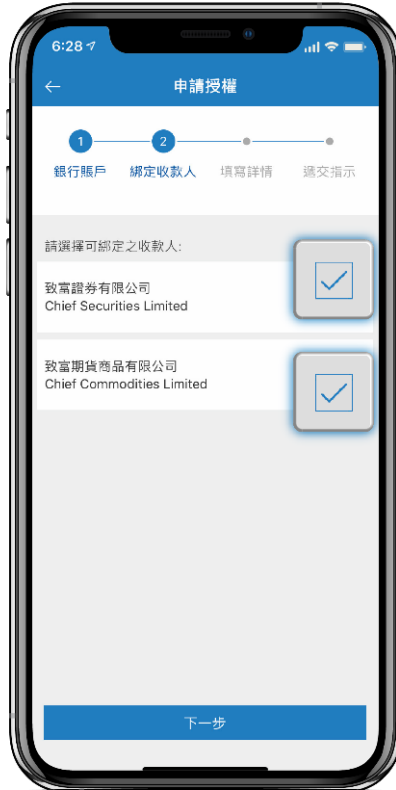 6:28
申請授權
1 2
銀行賬戶 綁定收款人 填寫詳情 遞交指示
請選擇可綁定之收款人:
致富證券有限公司
Chief Securities Limited
致富期貨商品有限公司
Chief Commodities Limited
下一步